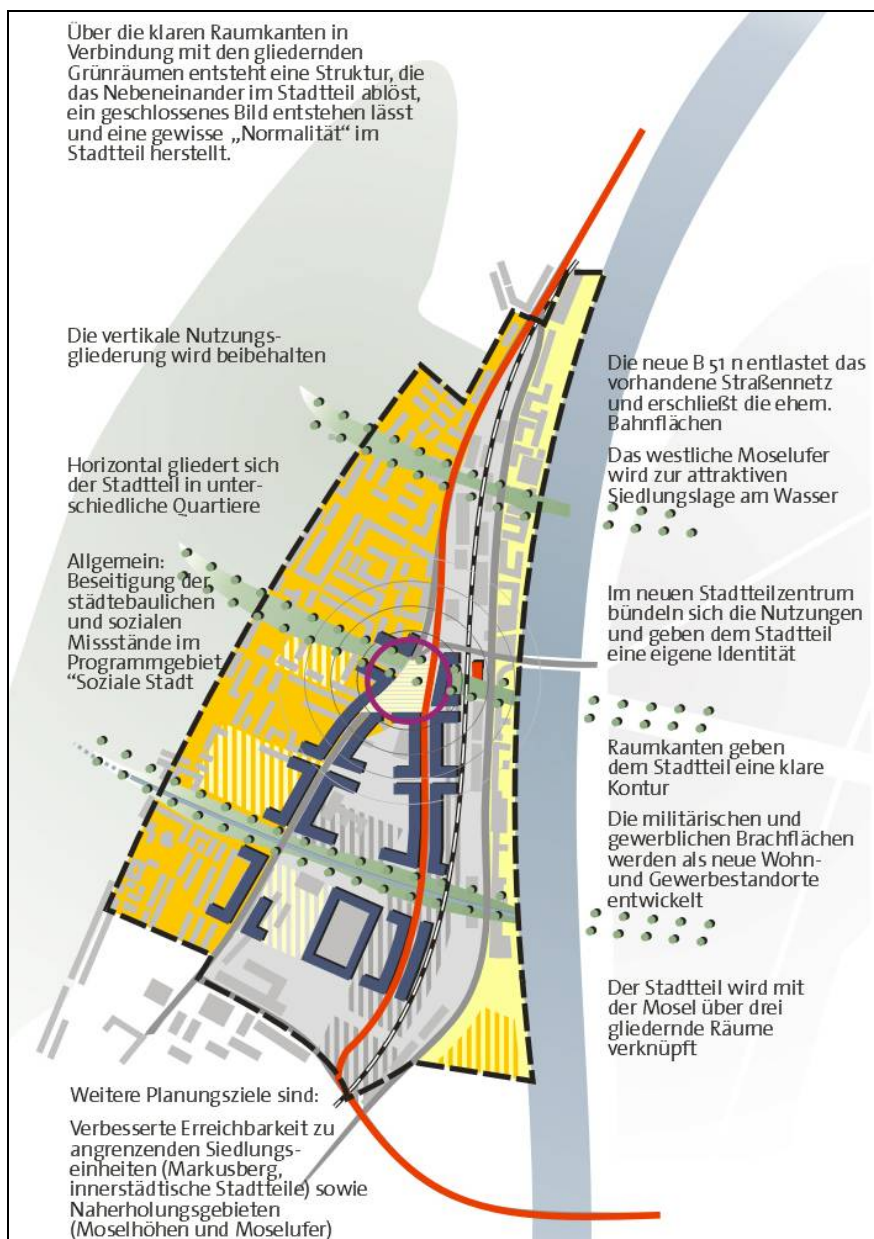 Über die klaren Raumkanten in
Verbindung mit den gliedernden
Grünräumen entsteht eine Struktur, die
das Nebeneinander im Stadtteil ablöst,
ein geschlossenes Bild entstehen lässt
und eine gewisse „Normalität“ im
Stadtteil herstellt.
Die vertikale Nutzungs-
gliederung wird beibehalten
Horizontal gliedert sich
der Stadtteil in unter-
schiedliche Quartiere
Allgemein:
Beseitigung der
städtebaulichen
und sozialen
Missstände im
Programmgebiet
“Soziale Stadt
Die neue B 51 n entlastet das
vorhandene Straßennetz
und erschließt die ehem.
Bahnflächen
Das westliche Moselufer
wird zur attraktiven
Siedlungslage am Wasser
Im neuen Stadtteilzentrum
bündeln sich die Nutzungen
und geben dem Stadtteil
eine eigene Identität
Raumkanten geben
dem Stadtteil eine klare
Kontur
Die militärischen und
gewerblichen Brachflächen
werden als neue Wohn-
und Gewerbestandorte
entwickelt
Der Stadtteil wird mit
der Mosel über drei
gliedernde Räume
verknüpft
Weitere Planungsziele sind:
Verbesserte Erreichbarkeit zu
angrenzenden Siedlungs-
einheiten (Markusberg,
innerstädtische Stadtteile) sowie
Naherholungsgebieten
(Moselhöhen und Moselufer)